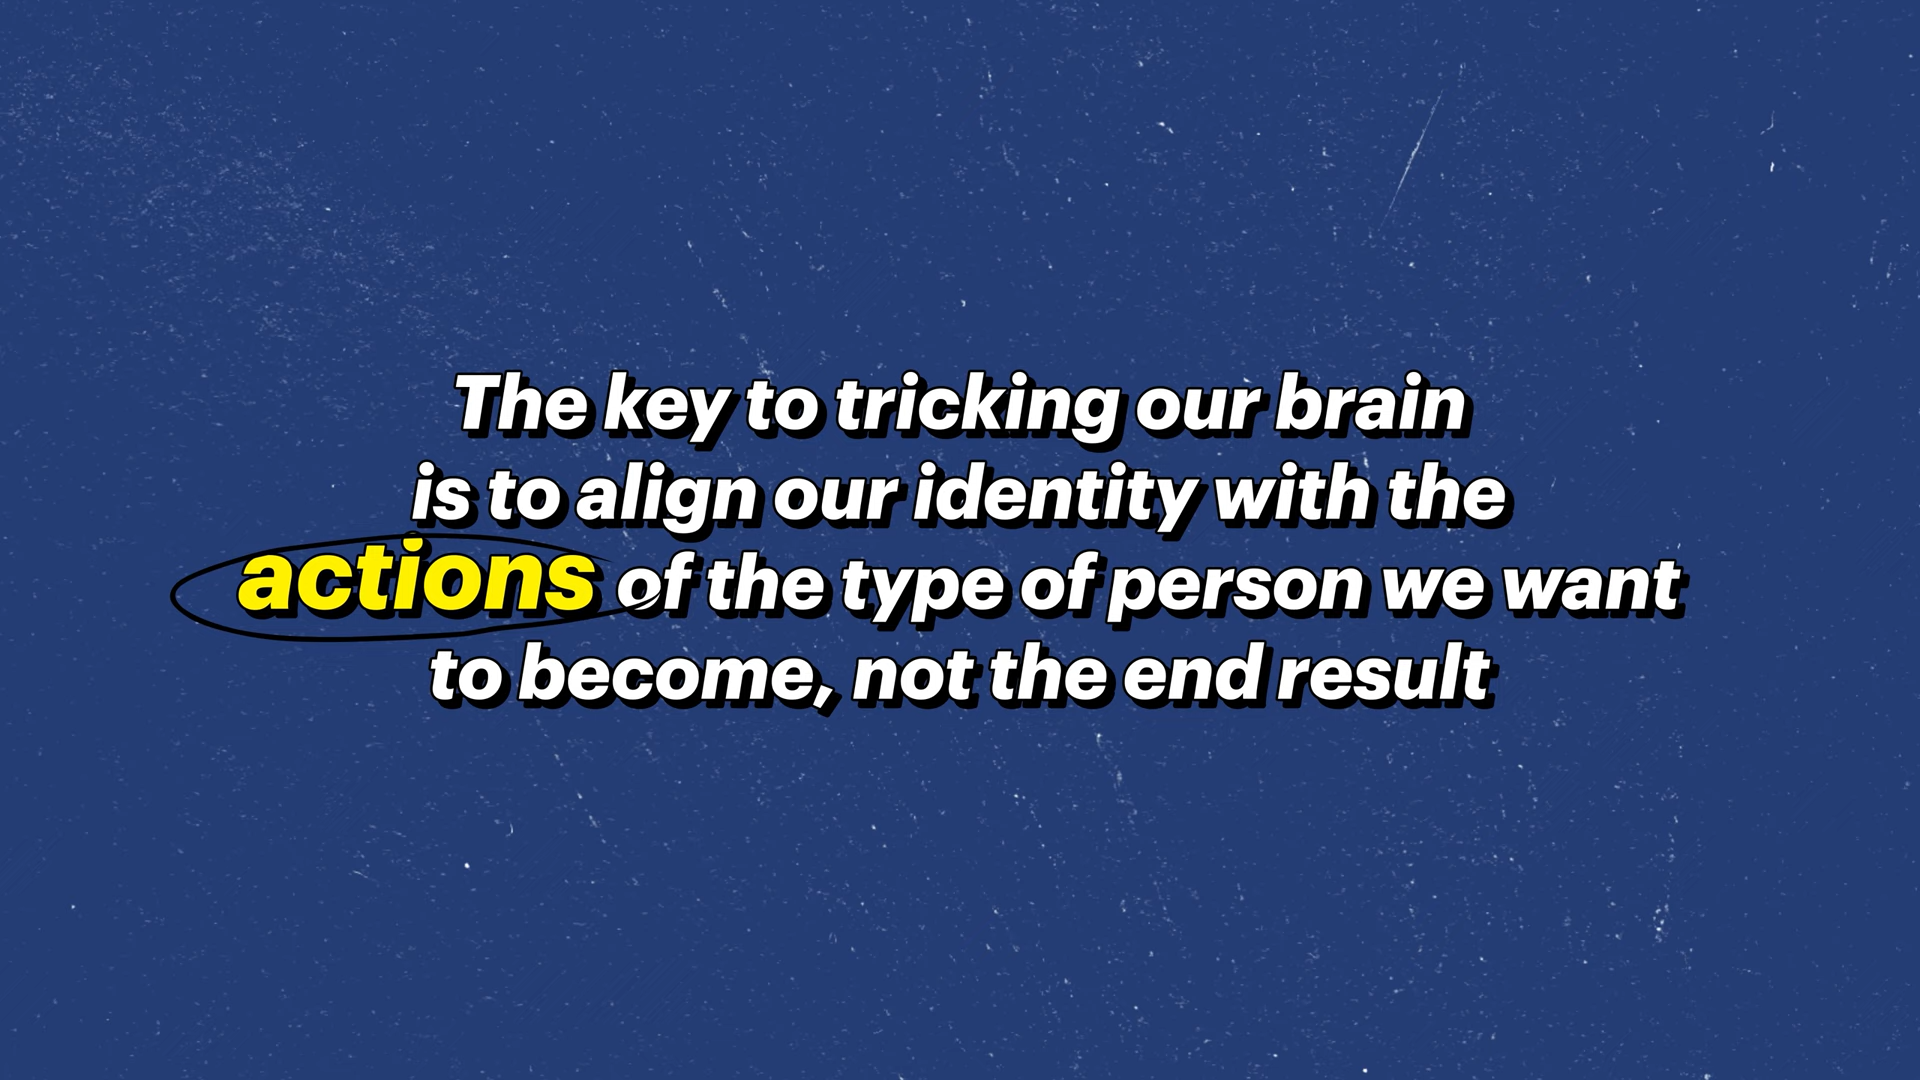 The key to tricking our brain
is to align our identity with the
actions of the type of person we want
to become, not the end result